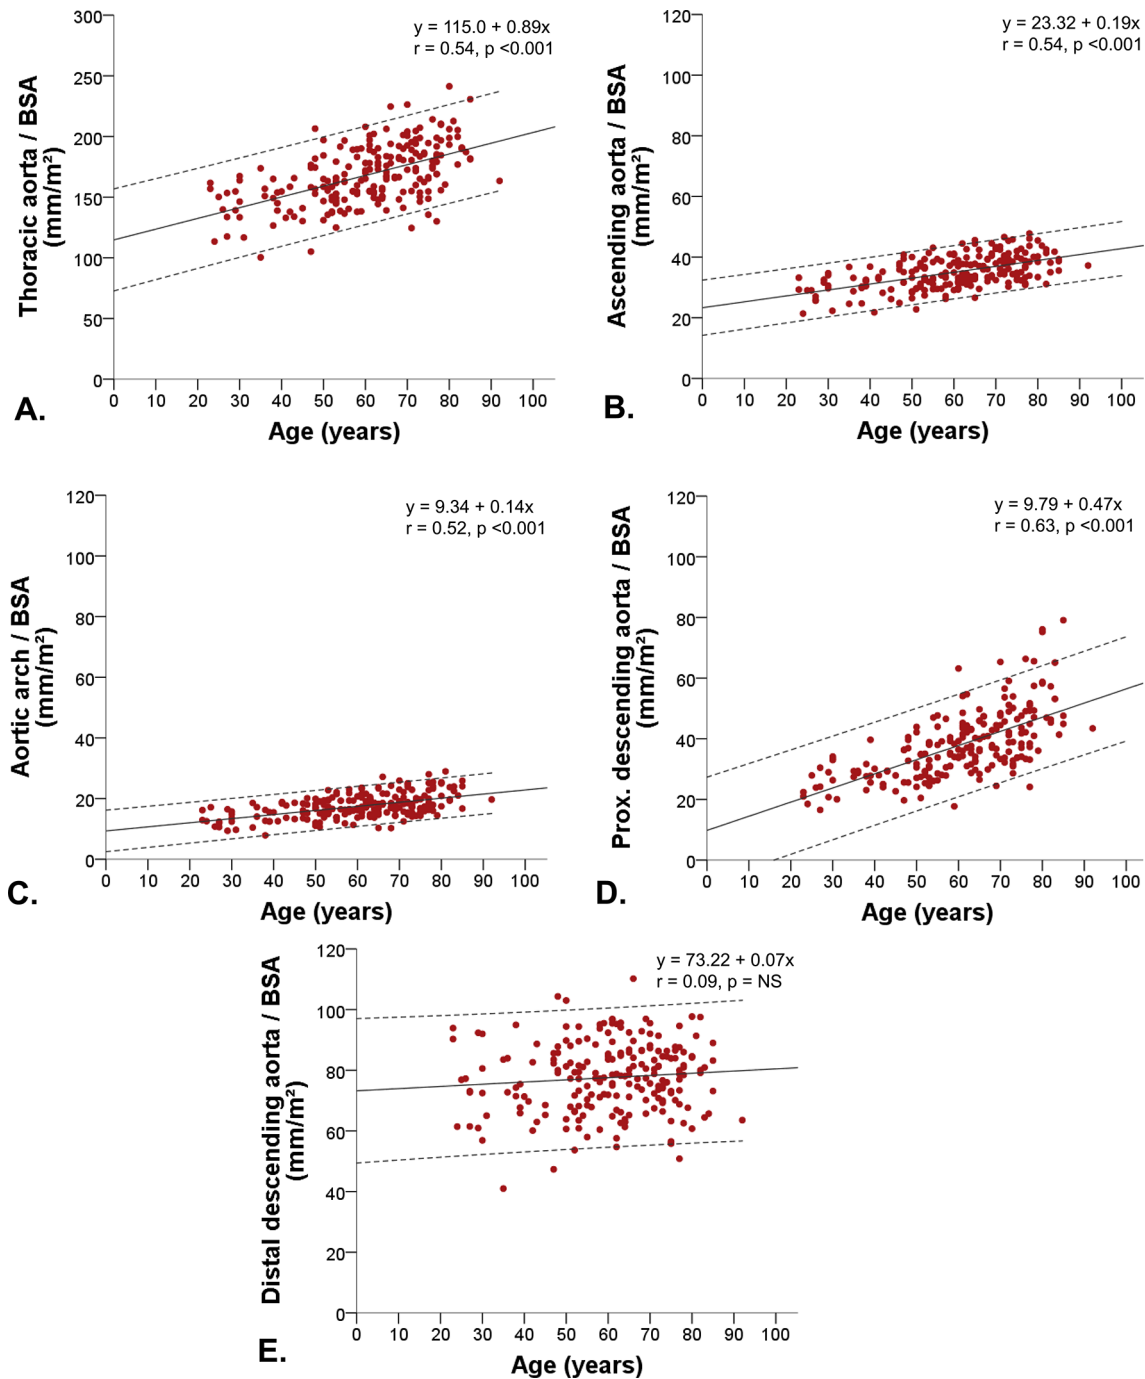 y = 115.0 + 0.89x
r = 0.54, p <0.001
Thoracic aorta / BSA
(mm/m²)
300
250
200
150
100
50
0
0 10 20 30 40 50 60 70 80 90 100
Age (years)
A.
y = 23.32 + 0.19x
r = 0.54, p <0.001
Ascending aorta / BSA
(mm/m²)
120
100
80
60
40
20
0
0 10 20 30 40 50 60 70 80 90 100
Age (years)
B.
y = 9.34 + 0.14x
r = 0.52, p <0.001
Aortic arch / BSA
(mm/m²)
120
100
80
60
40
20
0
0 10 20 30 40 50 60 70 80 90 100
Age (years)
C.
y = 9.79 + 0.47x
r = 0.63, p <0.001
Prox. descending aorta / BSA
(mm/m²)
120
100
80
60
40
20
0
0 10 20 30 40 50 60 70 80 90 100
Age (years)
D.
y = 73.22 + 0.07x
r = 0.09, p = NS
Distal descending aorta / BSA
(mm/m²)
120
100
80
60
40
20
0
0 10 20 30 40 50 60 70 80 90 100
Age (years)
E.